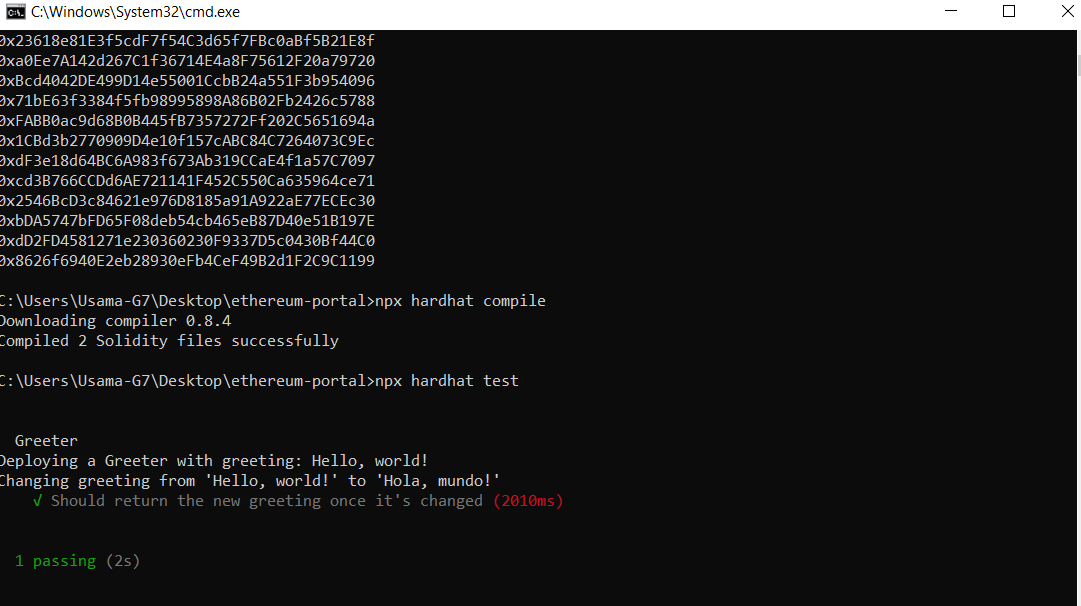 C:\Windows\System32\cmd.exe
0x23618e81E3f5cdF7f54C3d65f7FBc0aBf5B21E8f
0xa0Ee7A142d267C1f36714E4a8F75612F20a79720
0xBcd4042DE499D14e55001CcbB24a551F3b954096
0x71bE63f3384f5fb98995898A86B02Fb2426c5788
0xFABB0ac9d68B0B445fB7357272Ff202C5651694a
0x1CBd3b2770909D4e10f157cABC84C7264073C9Ec
0xdF3e18d64BC6A983f673Ab319CCaE4f1a57C7097
0xcd3B766CCDd6AE721141F452C550Ca635964ce71
0x2546BcD3c84621e976D8185a91A922aE77ECEc30
0xbDA5747bFD65F08deb54cb465eB87D40e51B197E
0xdD2FD4581271e230360230F9337D5c0430Bf44C0
0x8626f6940E2eb28930eFb4CeF49B2d1F2C9C1199
C:\Users\Usama-G7\Desktop\ethereum-portal>npx hardhat compile
Downloading compiler 0.8.4
Compiled 2 Solidity files successfully
C:\Users\Usama-G7\Desktop\ethereum-portal>npx hardhat test
Greeter
Deploying a Greeter with greeting: Hello, world!
Changing greeting from 'Hello, world!' to 'Hola, mundo!'
√ Should return the new greeting once it's changed (2010ms)
1 passing (2s)